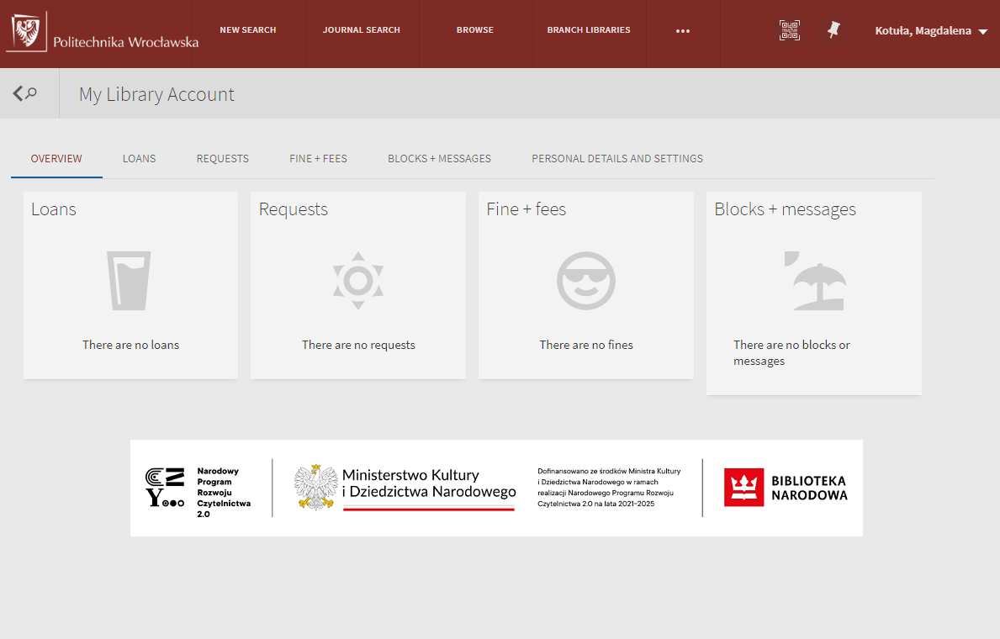 Politechnika Wrocławska
NEW SEARCH
JOURNAL SEARCH
BROWSE
BRANCH LIBRARIES
Kotuła, Magdalena
My Library Account
OVERVIEW
LOANS
REQUESTS
FINE + FEES
BLOCKS + MESSAGES
PERSONAL DETAILS AND SETTINGS
Loans
There are no loans
Requests
There are no requests
Fine + fees
There are no fines
Blocks + messages
There are no blocks or
messages
Narodowy
Program
Rozwoju
Czytelnictwa
2.0
Ministerstwo Kultury
i Dziedzictwa Narodowego
Dofinansowano ze środków Ministra Kultury
i Dziedzictwa Narodowego w ramach
realizacji Narodowego Programu Rozwoju
Czytelnictwa 2.0 na lata 2021–2025
BIBLIOTEKA
NARODOWA